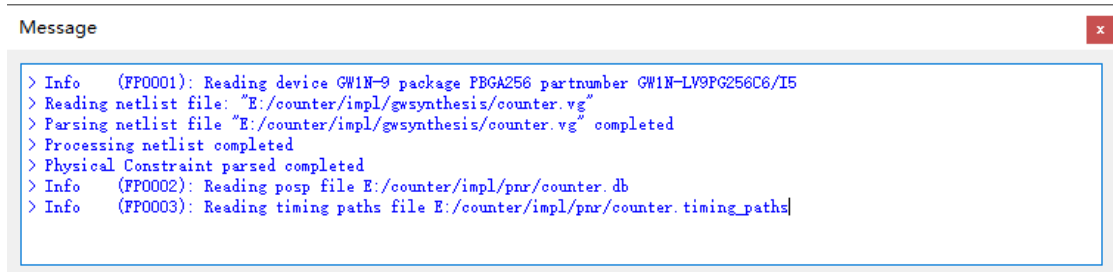 Message
x
> Info    (FP0001): Reading device GW1N-9 package PBGA256 partnumber GW1N-LV9PG256C6/I5
> Reading netlist file: "E:/counter/impl/gwsynthesis/counter.vg"
> Parsing netlist file "E:/counter/impl/gwsynthesis/counter.vg" completed
> Processing netlist completed
> Physical Constraint parsed completed
> Info    (FP0002): Reading posp file E:/counter/impl/pnr/counter.db
> Info    (FP0003): Reading timing paths file E:/counter/impl/pnr/counter.timing_paths